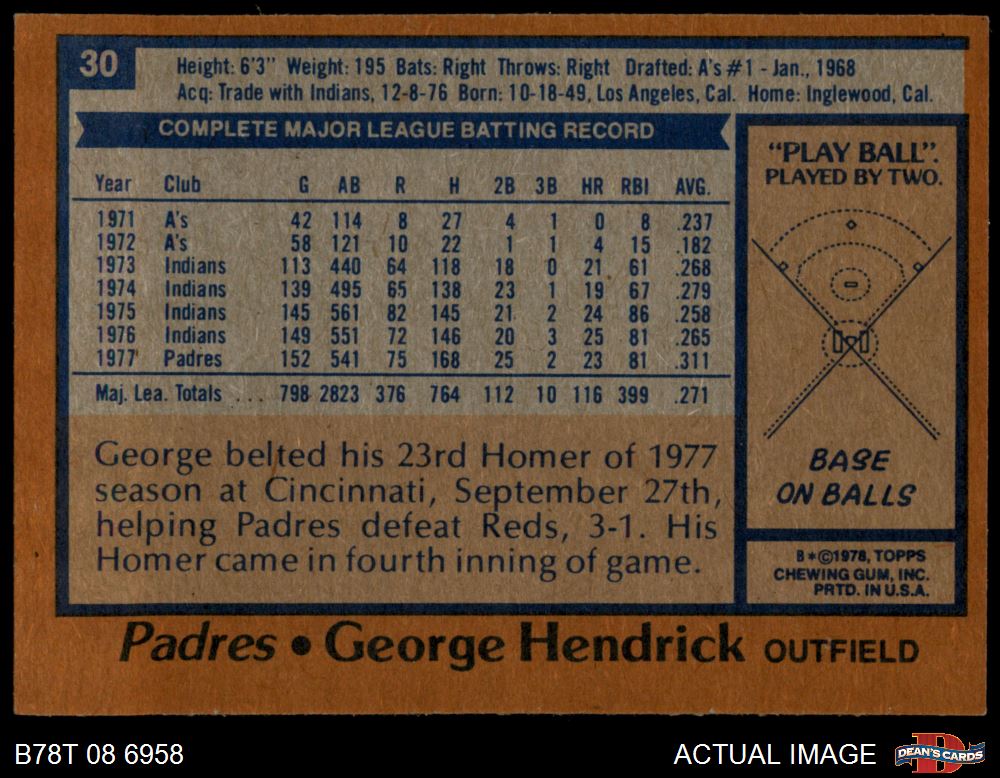 30
Height: 6'3" Weight: 195 Bats: Right Throws: Right Drafted: A's #1 - Jan., 1968
Acq: Trade with Indians, 12-8-76 Born: 10-18-49, Los Angeles, Cal. Home: Inglewood, Cal.
COMPLETE MAJOR LEAGUE BATTING RECORD
Year Club G AB R H 2B 3B HR RBI AVG.
1971 A's 42 114 8 27 4 1 0 8 .237
1972 A's 58 121 10 22 1 1 4 15 .182
1973 Indians 113 440 64 118 18 0 21 61 .268
1974 Indians 139 495 65 138 23 1 19 67 .279
1975 Indians 145 561 82 145 21 2 24 86 .258
1976 Indians 149 551 72 146 20 3 25 81 .265
1977 Padres 152 541 75 168 25 2 23 81 .311
Maj. Lea. Totals ... 798 2823 376 764 112 10 116 399 .271
George belted his 23rd Homer of 1977
season at Cincinnati, September 27th,
helping Padres defeat Reds, 3-1. His
Homer came in fourth inning of game.
"PLAY BALL".
PLAYED BY TWO.
BASE
ON BALLS
B*©1978, TOPPS
CHEWING GUM, INC.
PRTD. IN U.S.A.
Padres • George Hendrick OUTFIELD
B78T 08 6958
ACTUAL IMAGE
D
DEAN'S CARDS